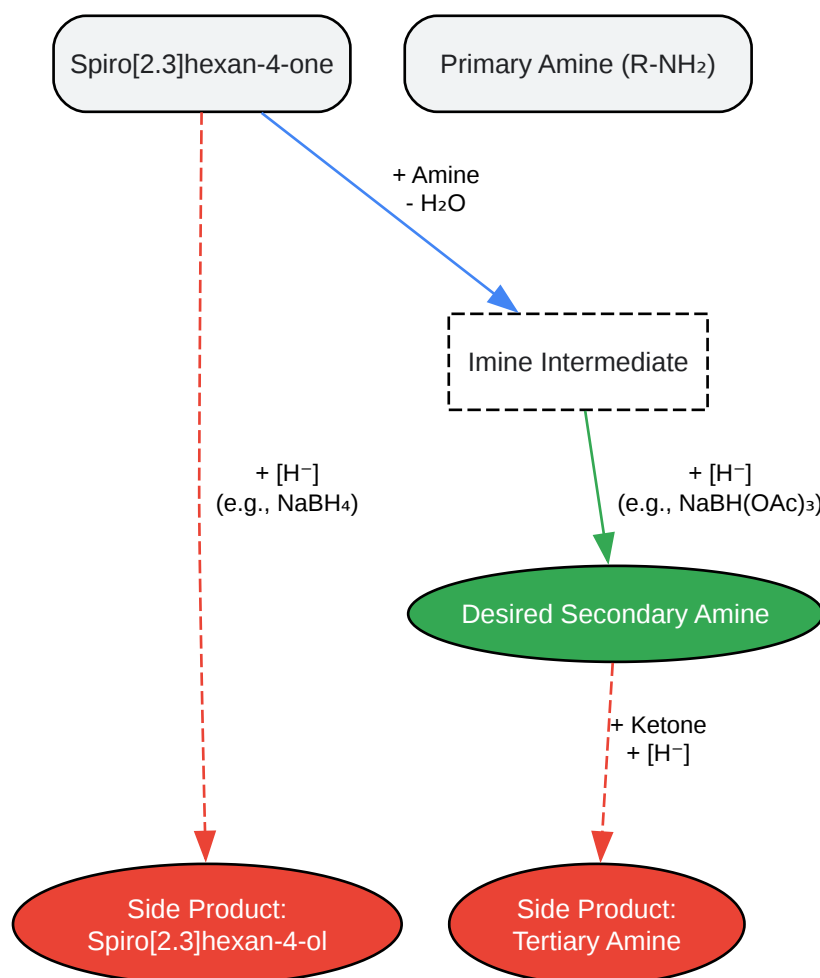 Spiro[2.3]hexan-4-one
Primary Amine (R-NH₂)
+ Amine
- H₂O
Imine Intermediate
+ [H⁻]
(e.g., NaBH₄)
+ [H⁻]
(e.g., NaBH(OAc)₃)
Desired Secondary Amine
+ Ketone
+ [H⁻]
Side Product:
Spiro[2.3]hexan-4-ol
Side Product:
Tertiary Amine